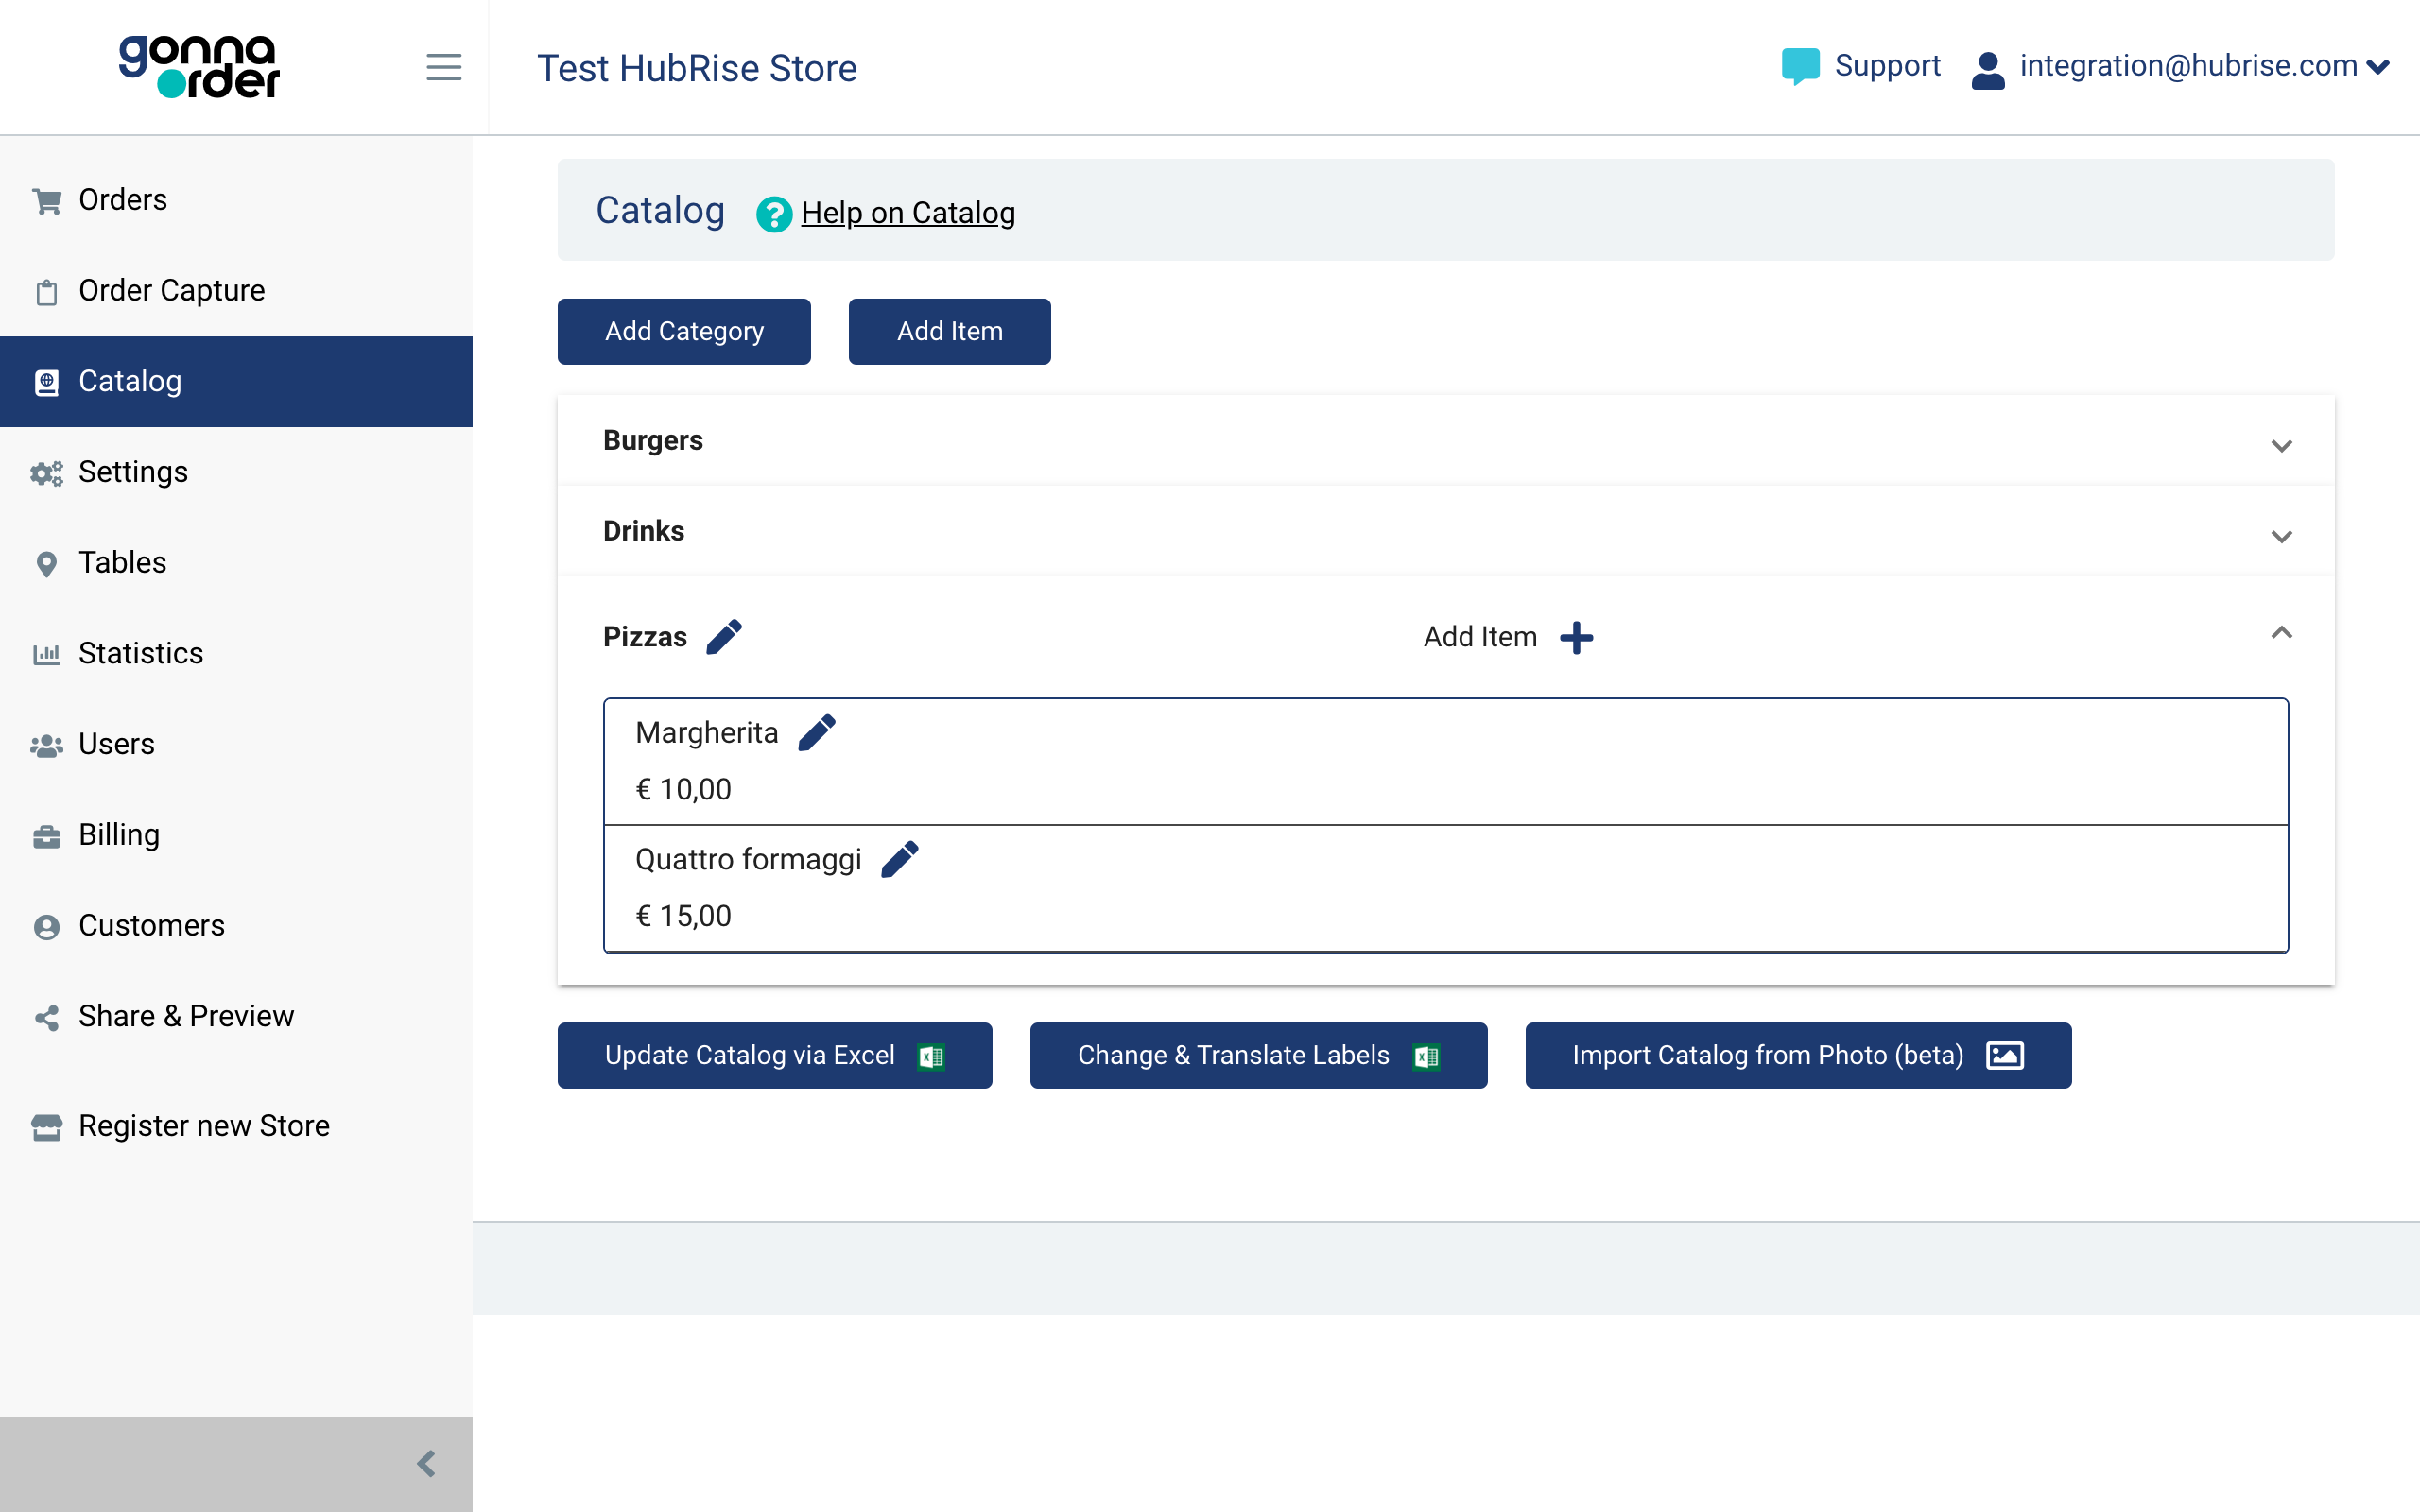 gonna
order
Test HubRise Store
Support
integration@hubrise.com
Orders
Order Capture
Catalog
Settings
Tables
Statistics
Users
Billing
Customers
Share & Preview
Register new Store
Catalog
? Help on Catalog
Add Category
Add Item
Burgers
Drinks
Pizzas
Add Item
Margherita
€ 10,00
Quattro formaggi
€ 15,00
Update Catalog via Excel
Change & Translate Labels
Import Catalog from Photo (beta)